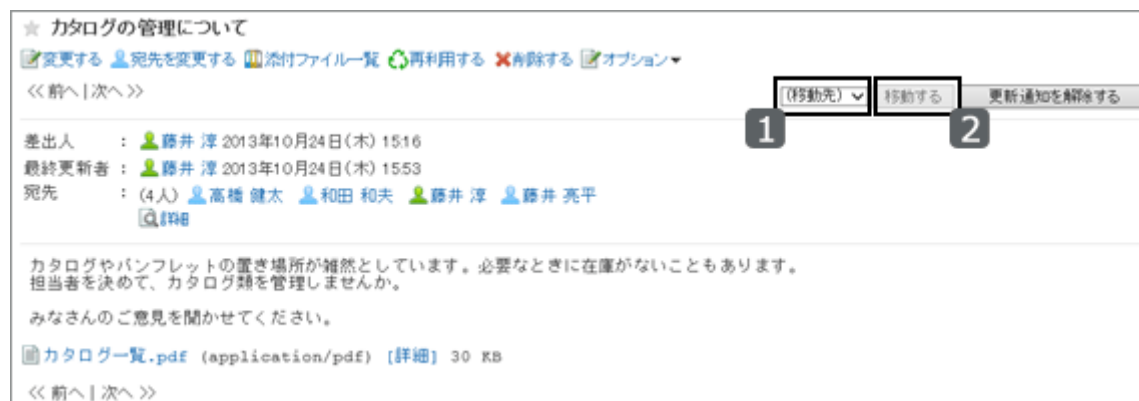 カタログの管理について
変更する 宛先を変更する 添付ファイル一覧 再利用する 削除する オプション
<<前へ | 次へ>>
(移動先) 移動する 更新通知を解除する
1 2
差出人 : 藤井 淳 2013年10月24日(木) 15:16
最終更新者 : 藤井 淳 2013年10月24日(木) 15:53
宛先 : (4人) 高橋 健太 和田 和夫 藤井 淳 藤井 亮平
詳細
カタログやパンフレットの置き場所が雑然としています。必要なときに在庫がないこともあります。
担当者を決めて、カタログ類を管理しませんか。
みなさんのご意見を聞かせてください。
カタログ一覧.pdf (application/pdf) [詳細] 30 KB
<<前へ | 次へ>>